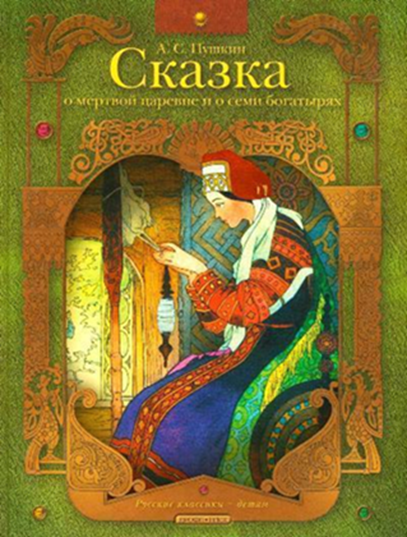 А. С. Пушкин
Сказка
о мертвой царевне и о семи богатырях
Русские классики – детям